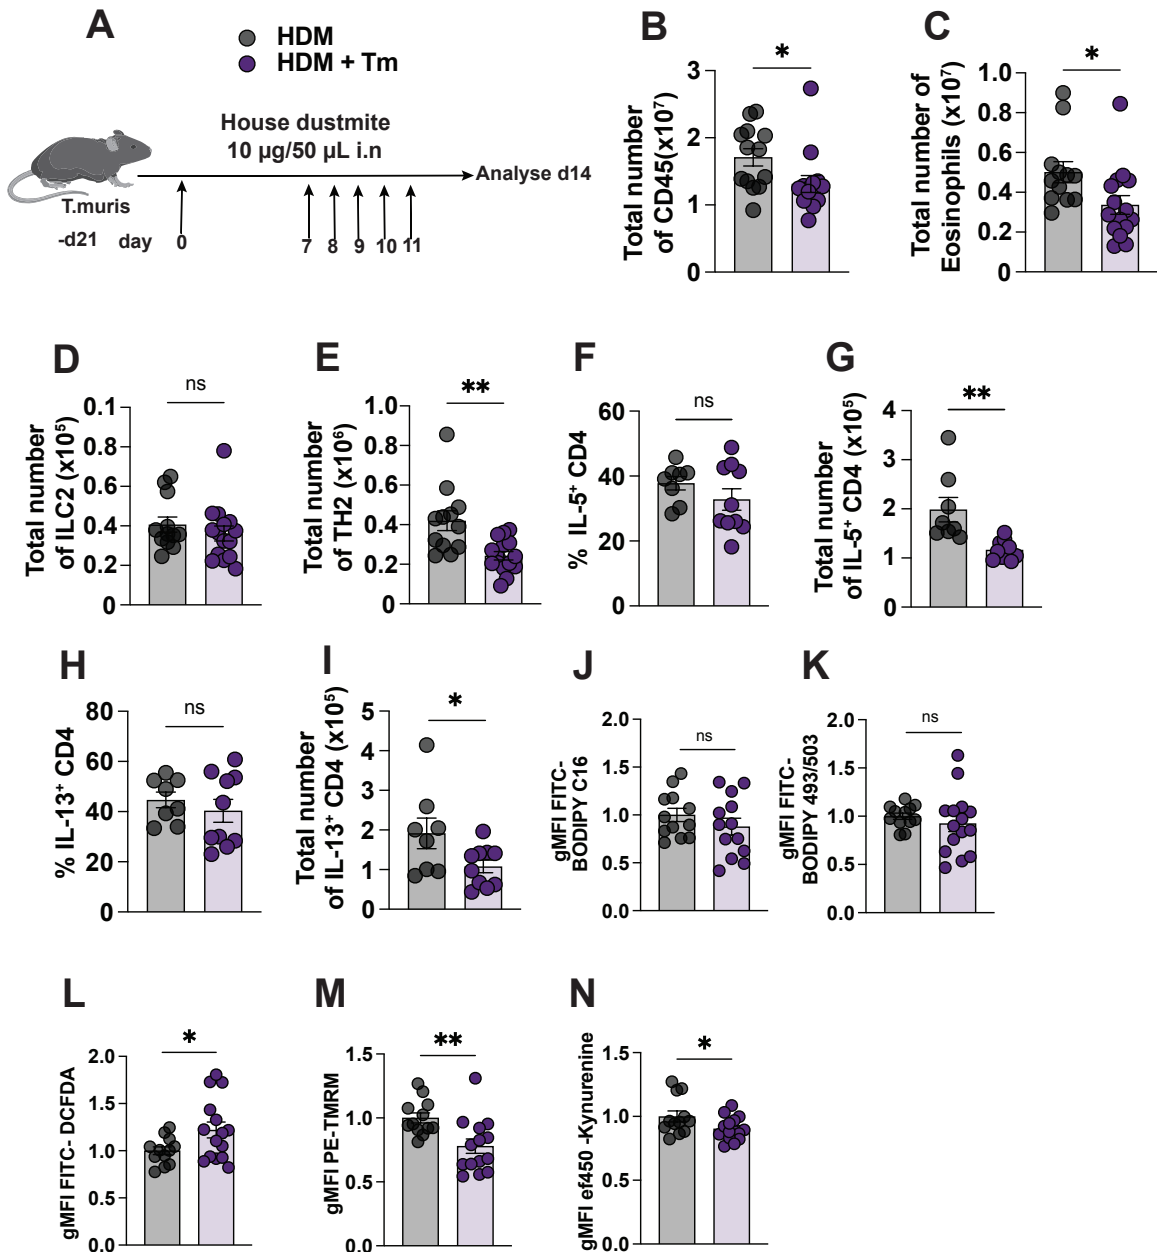 A
HDM
HDM + Tm
House dustmite
10 µg/50 µL i.n
Analyse d14
T.muris
-d21 day 0 7 8 9 10 11
B
*
Total number
of CD45(x10⁷)
3
2
1
0
C
*
Total number of
Eosinophils (x10⁷)
1.0
0.8
0.6
0.4
0.2
0
D
ns
Total number
of ILC2 (x10⁵)
0.1
0.8
0.6
0.4
0.2
0
E
**
Total number
of TH2 (x10⁶)
1.0
0.8
0.6
0.4
0.2
0
F
ns
% IL-5⁺ CD4
60
40
20
0
G
**
Total number
of IL-5⁺ CD4 (x10⁵)
4
3
2
1
0
H
ns
% IL-13⁺ CD4
80
60
40
20
0
I
*
Total number
of IL-13⁺ CD4 (x10⁵)
5
4
3
2
1
0
J
ns
gMFI FITC-
BODIPY C16
2.0
1.5
1.0
0.5
0.0
K
ns
gMFI FITC-
BODIPY 493/503
2.0
1.5
1.0
0.5
0.0
L
*
gMFI FITC- DCFDA
2.0
1.5
1.0
0.5
0.0
M
**
gMFI PE-TMRM
1.5
1.0
0.5
0.0
N
*
gMFI ef450 -Kynurenine
1.5
1.0
0.5
0.0